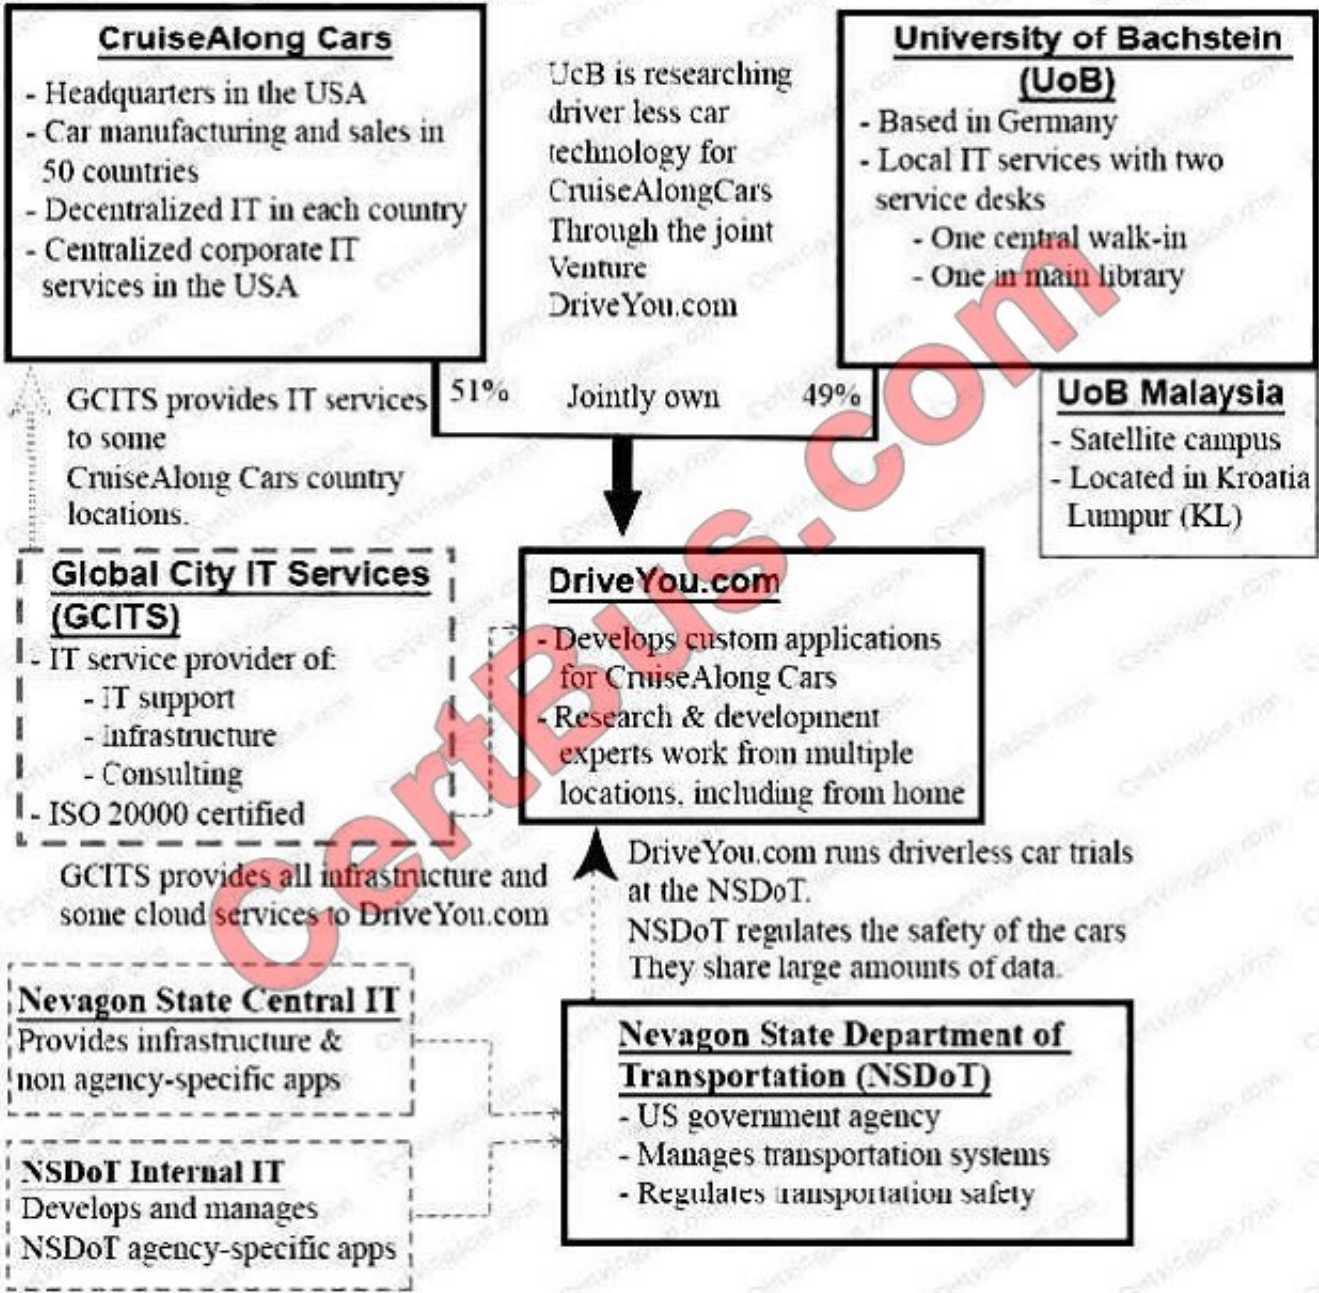 CruiseAlong Cars
- Headquarters in the USA
- Car manufacturing and sales in
50 countries
- Decentralized IT in each country
- Centralized corporate IT
services in the USA
UcB is researching
driver less car
technology for
CruiseAlongCars
Through the joint
Venture
DriveYou.com
University of Bachstein
(UoB)
- Based in Germany
- Local IT services with two
service desks
- One central walk-in
- One in main library
51% Jointly own 49%
UoB Malaysia
- Satellite campus
- Located in Kroatia
Lumpur (KL)
GCITS provides IT services
to some
CruiseAlong Cars country
locations.
Global City IT Services
(GCITS)
- IT service provider of:
- IT support
- Infrastructure
- Consulting
- ISO 20000 certified
DriveYou.com
- Develops custom applications
for CruiseAlong Cars
- Research & development
experts work from multiple
locations, including from home
GCITS provides all infrastructure and
some cloud services to DriveYou.com
DriveYou.com runs driverless car trials
at the NSDoT.
NSDoT regulates the safety of the cars
They share large amounts of data.
Nevagon State Central IT
Provides infrastructure &
non agency-specific apps
NSDoT Internal IT
Develops and manages
NSDoT agency-specific apps
Nevagon State Department of
Transportation (NSDoT)
- US government agency
- Manages transportation systems
- Regulates transportation safety
CertBus.com